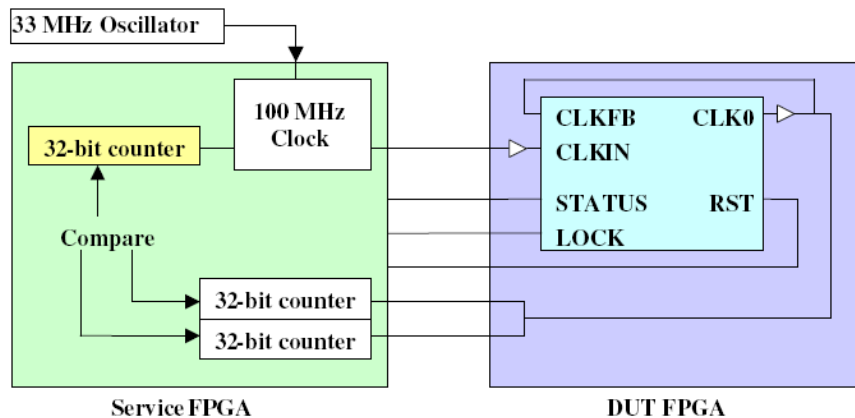 33 MHz Oscillator
100 MHz
Clock
32-bit counter
Compare
32-bit counter
32-bit counter
Service FPGA
CLKFB CLK0
CLKIN
STATUS RST
LOCK
DUT FPGA